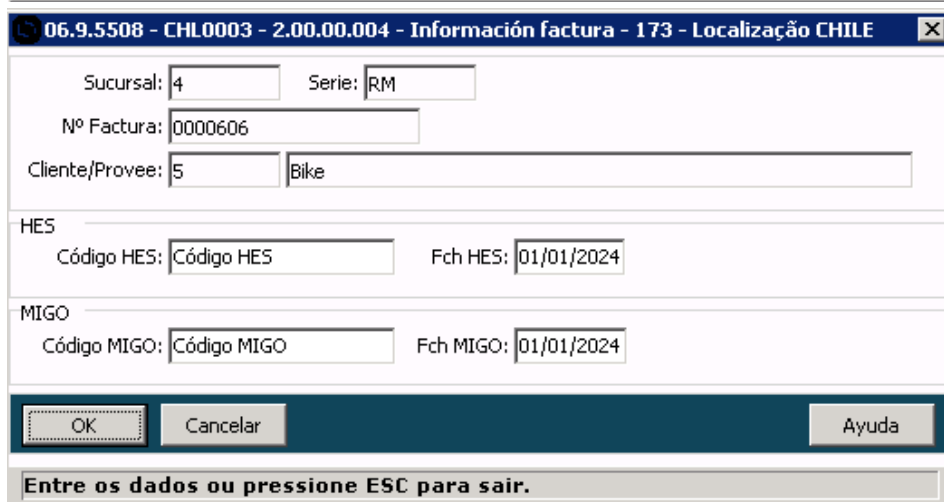 06.9.5508 - CHL0003 - 2.00.00.004 - Información factura - 173 - Localização CHILE
Sucursal: 4 Serie: RM
Nº Factura: 0000606
Cliente/Provee: 5 Bike
HES
Código HES: Código HES Fch HES: 01/01/2024
MIGO
Código MIGO: Código MIGO Fch MIGO: 01/01/2024
OK Cancelar Ayuda
Entre os dados ou pressione ESC para sair.